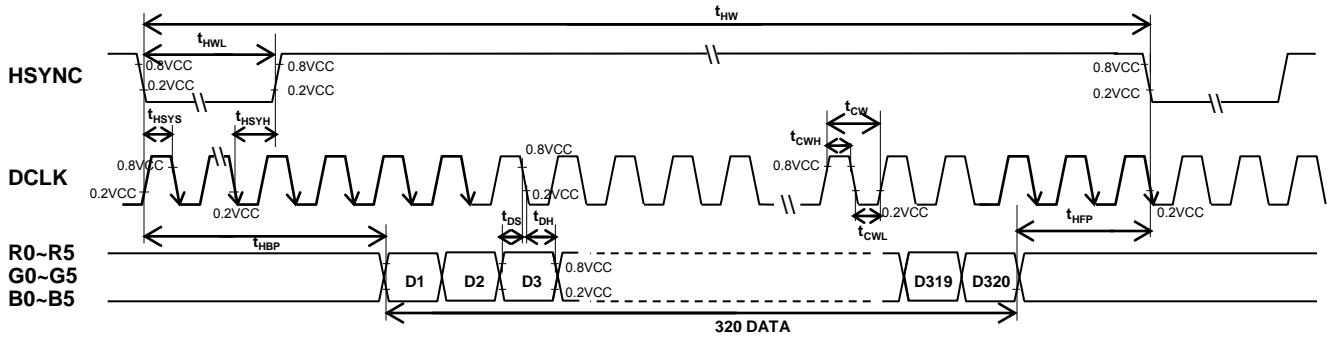 tHW
tHWL
HSYNC
0.8VCC
0.2VCC
0.8VCC
0.2VCC
0.8VCC
0.2VCC
tHSYS
tHSYH
tCW
tCWH
DCLK
0.8VCC
0.2VCC
0.2VCC
0.8VCC
0.2VCC
0.8VCC
0.2VCC
0.2VCC
tCWL
tHBP
tDS
tDH
tHFP
R0~R5
G0~G5
B0~B5
D1
D2
D3
0.8VCC
0.2VCC
D319
D320
320 DATA